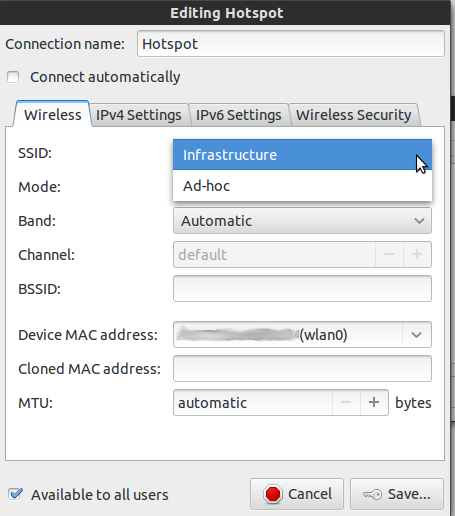 Editing Hotspot
Connection name: Hotspot
Connect automatically
Wireless IPv4 Settings IPv6 Settings Wireless Security
SSID:
Infrastructure
Mode:
Ad-hoc
Band: Automatic
Channel: default
BSSID:
Device MAC address: (wlan0)
Cloned MAC address:
MTU: automatic bytes
Available to all users Cancel Save...